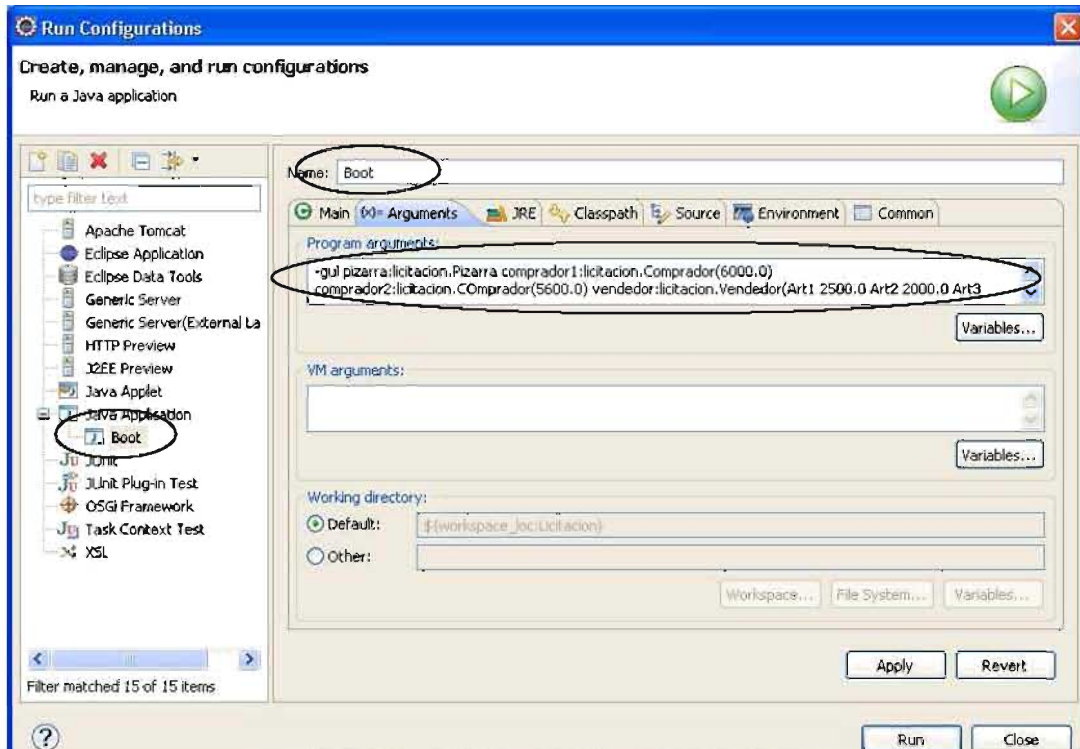 Run Configurations
Create, manage, and run configurations
Run a Java application
type filter text
Apache Tomcat
Eclipse Application
Eclipse Data Tools
Generic Server
Generic Server(External La
HTTP Preview
J2EE Preview
Java Applet
Java Application
Boot
JUnit
JUnit Plug-in Test
OSGi Framework
Task Context Test
XSL
Filter matched 15 of 15 items
Name: Boot
Main (x)= Arguments JRE Classpath Source Environment Common
Program arguments:
-gui pizarra:licitacion.Pizarra comprador1:licitacion.Comprador(6000.0)
comprador2:licitacion.COmprador(5600.0) vendedor:licitacion.Vendedor(Art1 2500.0 Art2 2000.0 Art3
Variables...
VM arguments:
Variables...
Working directory:
Default: ${workspace_loc:Licitacion}
Other:
Workspace... File System... Variables...
Apply Revert
Run Close